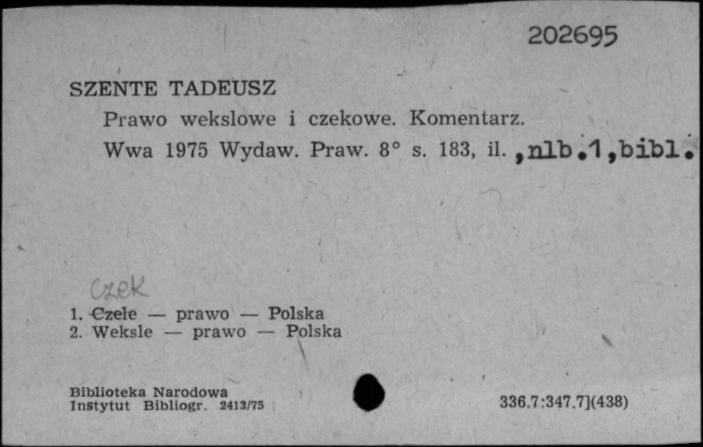 202695
SZENTE TADEUSZ
Prawo wekslowe i czekowe. Komentarz.
Wwa 1975 Wydaw. Praw. 8° s. 183, il. ,nlb.1,bibl.
Czek
1. Czele — prawo — Polska
2. Weksle — prawo — Polska
Biblioteka Narodowa
Instytut Bibliogr. 2413/75
336.7:347.7](438)